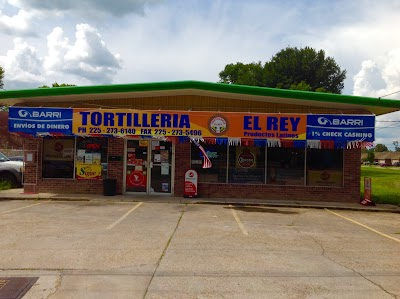 BARRI
ENVÍOS DE DINERO
TORTILLERIA
PH 225-273-6140 FAX 225-273-5496
EL REY
Productos Latinos
BARRI
1% CHECK CASHING